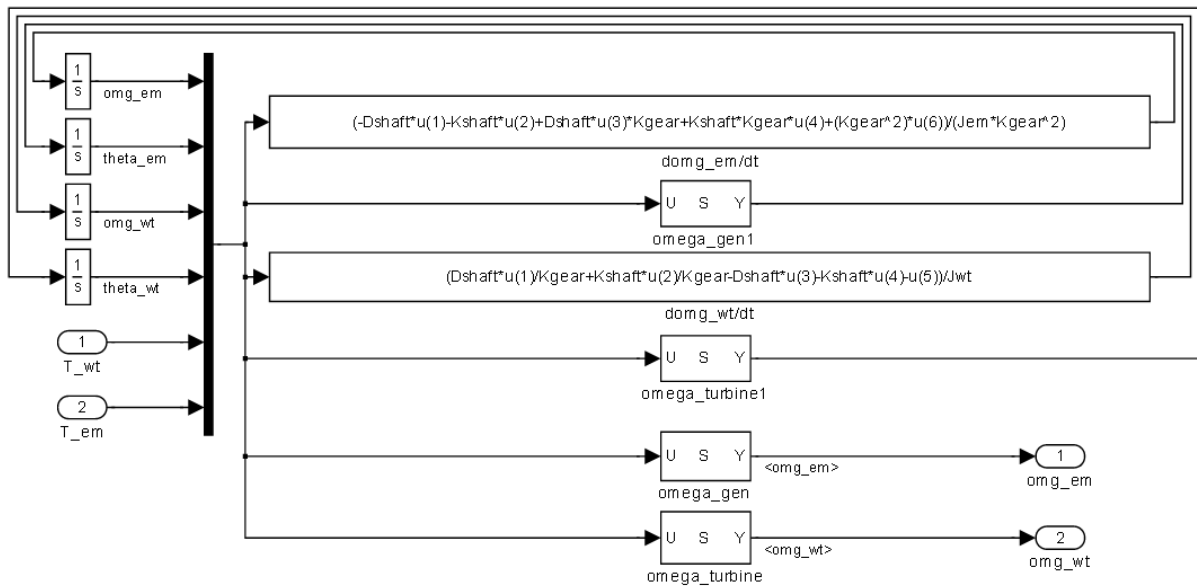 1
s
omg_em
(-Dshaft*u(1)-Kshaft*u(2)+Dshaft*u(3)*Kgear+Kshaft*Kgear*u(4)+(Kgear^2)*u(6))/(Jem*Kgear^2)
domg_em/dt
1
s
theta_em
1
s
omg_wt
U S Y
omega_gen1
1
s
theta_wt
(Dshaft*u(1)/Kgear+Kshaft*u(2)/Kgear-Dshaft*u(3)-Kshaft*u(4)-u(5))/Jwt
domg_wt/dt
1
T_wt
U S Y
omega_turbine1
2
T_em
U S Y
omega_gen
<omg_em>
1
omg_em
U S Y
omega_turbine
<omg_wt>
2
omg_wt